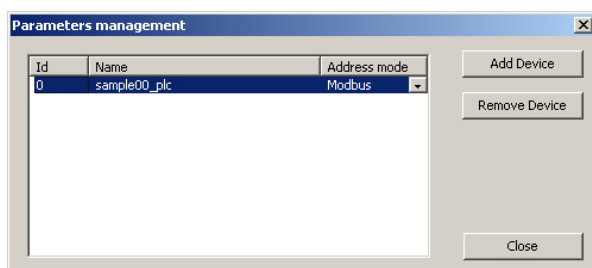 Parameters management
Id Name Address mode
0 sample00_plc Modbus
Add Device
Remove Device
Close